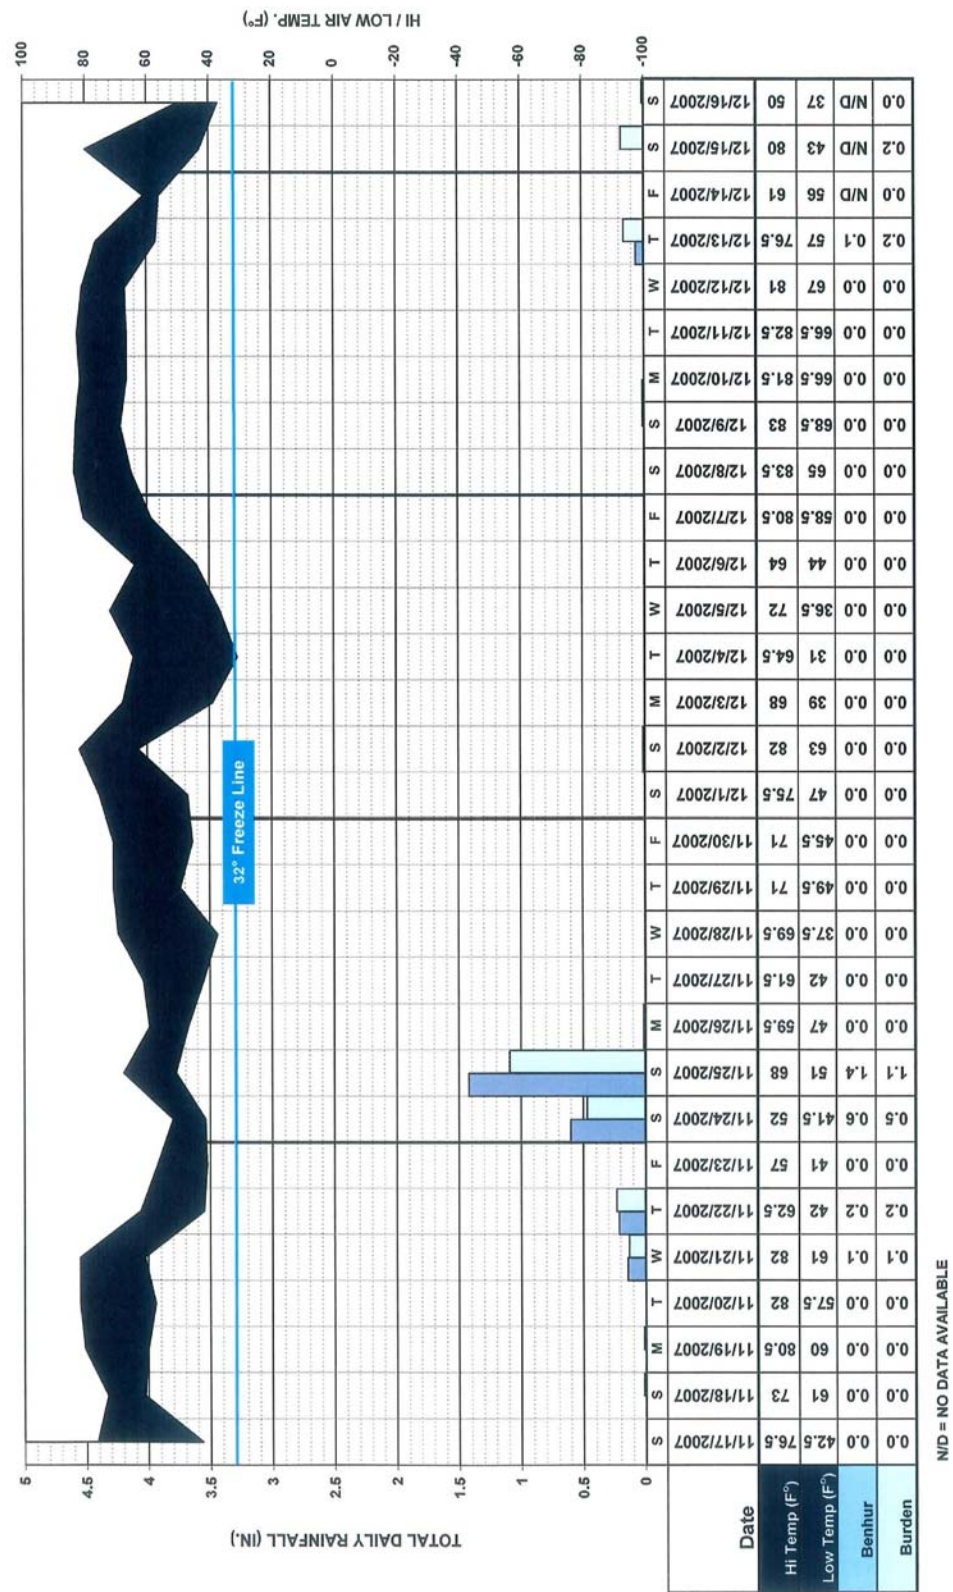 HI / LOW AIR TEMP. (F°)
100 80 60 40 20 0 -20 -40 -60 -80 -100
32° Freeze Line
5 4.5 4 3.5 3 2.5 2 1.5 1 0.5 0
TOTAL DAILY RAINFALL (IN.)
S S M T W T F S S M T W T F S S M T W T F S S M T W T F S S
Date 11/17/2007 11/18/2007 11/19/2007 11/20/2007 11/21/2007 11/22/2007 11/23/2007 11/24/2007 11/25/2007 11/26/2007 11/27/2007 11/28/2007 11/29/2007 11/30/2007 12/1/2007 12/2/2007 12/3/2007 12/4/2007 12/5/2007 12/6/2007 12/7/2007 12/8/2007 12/9/2007 12/10/2007 12/11/2007 12/12/2007 12/13/2007 12/14/2007 12/15/2007 12/16/2007
Hi Temp (F°) 76.5 73 80.5 82 82 62.5 57 52 68 59.5 61.5 69.5 71 71 75.5 82 68 64.5 72 64 80.5 83.5 83 81.5 82.5 81 76.5 61 80 50
Low Temp (F°) 42.5 61 60 57.5 61 42 41 41.5 51 47 42 37.5 49.5 45.5 47 63 39 31 36.5 44 58.5 65 68.5 66.5 66.5 67 57 56 43 37
Benhur 0.0 0.0 0.0 0.0 0.1 0.2 0.0 0.6 1.4 0.0 0.0 0.0 0.0 0.0 0.0 0.0 0.0 0.0 0.0 0.0 0.0 0.0 0.0 0.0 0.0 0.0 0.1 N/D N/D N/D
Burden 0.0 0.0 0.0 0.0 0.1 0.2 0.0 0.5 1.1 0.0 0.0 0.0 0.0 0.0 0.0 0.0 0.0 0.0 0.0 0.0 0.0 0.0 0.0 0.0 0.0 0.0 0.2 0.0 0.2 0.0
N/D = NO DATA AVAILABLE